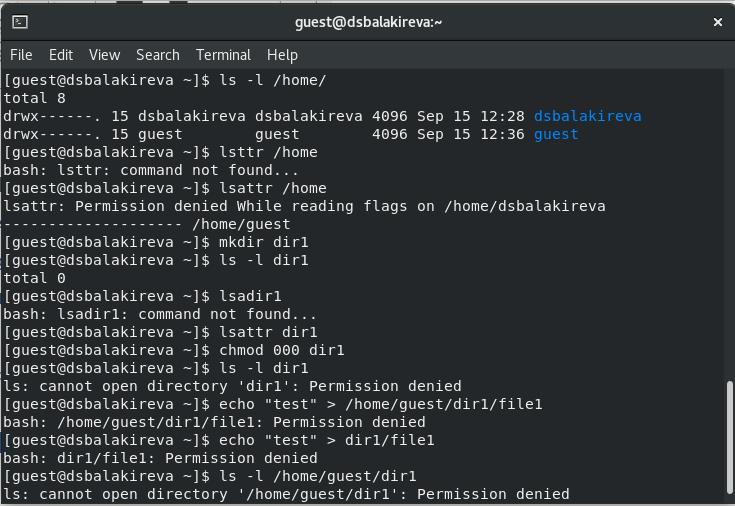 guest@dsbalakireva:~
File Edit View Search Terminal Help
[guest@dsbalakireva ~]$ ls -l /home/
total 8
drwx------. 15 dsbalakireva dsbalakireva 4096 Sep 15 12:28 dsbalakireva
drwx------. 15 guest        guest        4096 Sep 15 12:36 guest
[guest@dsbalakireva ~]$ lsttr /home
bash: lsttr: command not found...
[guest@dsbalakireva ~]$ lsattr /home
lsattr: Permission denied While reading flags on /home/dsbalakireva
-------------------- /home/guest
[guest@dsbalakireva ~]$ mkdir dir1
[guest@dsbalakireva ~]$ ls -l dir1
total 0
[guest@dsbalakireva ~]$ lsadir1
bash: lsadir1: command not found...
[guest@dsbalakireva ~]$ lsattr dir1
[guest@dsbalakireva ~]$ chmod 000 dir1
[guest@dsbalakireva ~]$ ls -l dir1
ls: cannot open directory 'dir1': Permission denied
[guest@dsbalakireva ~]$ echo "test" > /home/guest/dir1/file1
bash: /home/guest/dir1/file1: Permission denied
[guest@dsbalakireva ~]$ echo "test" > dir1/file1
bash: dir1/file1: Permission denied
[guest@dsbalakireva ~]$ ls -l /home/guest/dir1
ls: cannot open directory '/home/guest/dir1': Permission denied